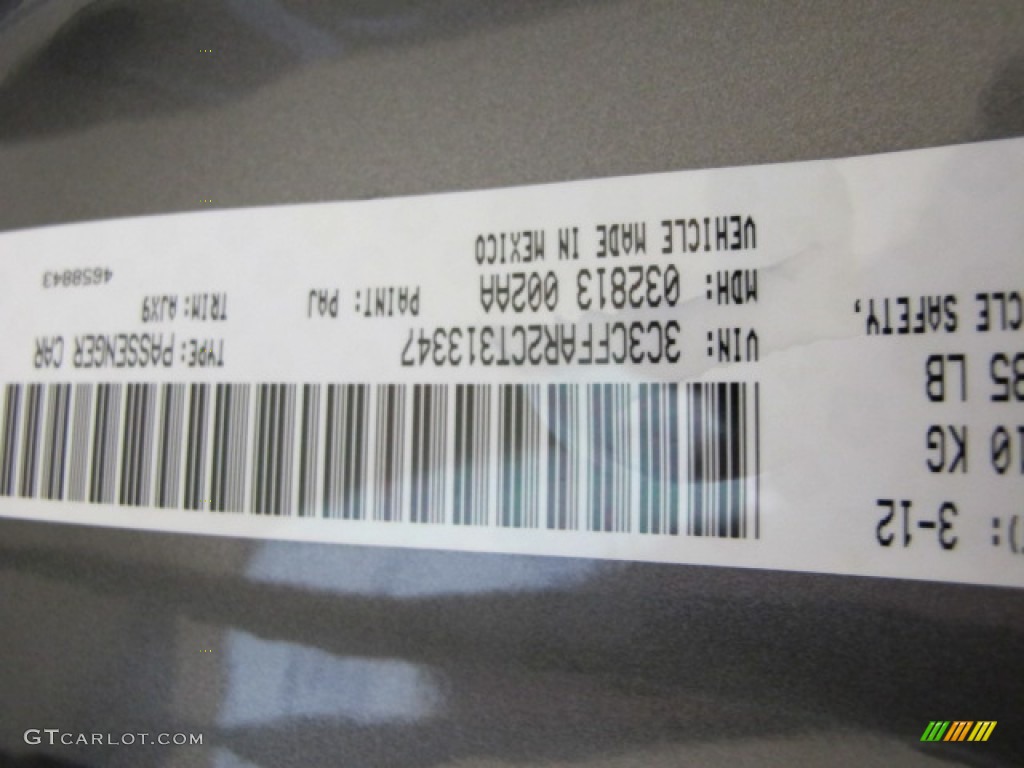 ): 3-12
10 KG
85 LB
CLE SAFETY,
VIN: 3C3CFFAR2CT313347 TYPE: PASSENGER CAR
MDH: 032813 002AA PAINT: PAJ TRIM: AJX9
VEHICLE MADE IN MEXICO 4658843
GTCARLOT.COM